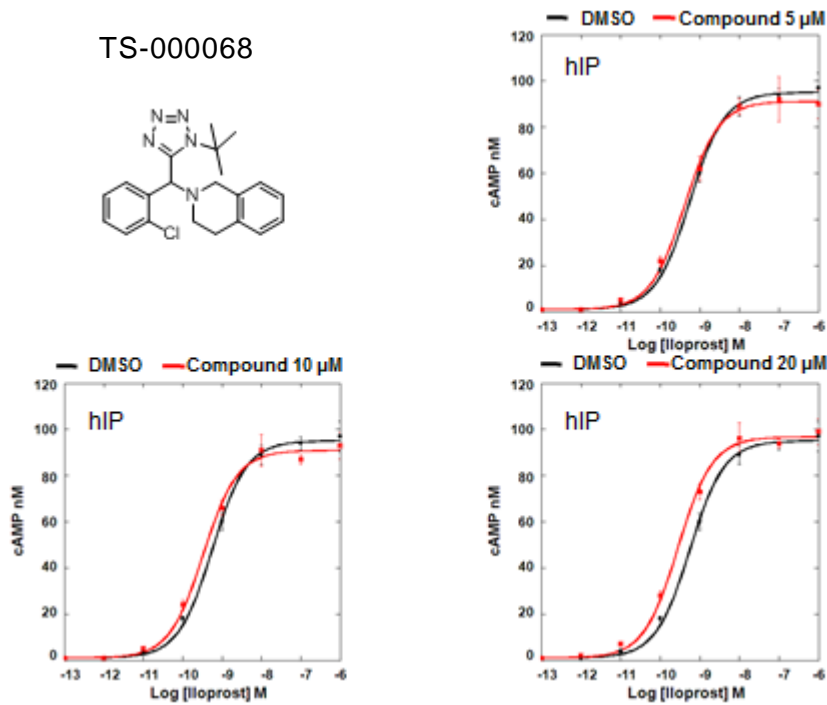 TS-000068
N=N
N N
N
Cl
DMSO Compound 5 µM
hIP
120
100
80
60
40
20
0
cAMP nM
-13 -12 -11 -10 -9 -8 -7 -6
Log [Iloprost] M
DMSO Compound 10 µM
hIP
120
100
80
60
40
20
0
cAMP nM
-13 -12 -11 -10 -9 -8 -7 -6
Log [Iloprost] M
DMSO Compound 20 µM
hIP
120
100
80
60
40
20
0
cAMP nM
-13 -12 -11 -10 -9 -8 -7 -6
Log [Iloprost] M